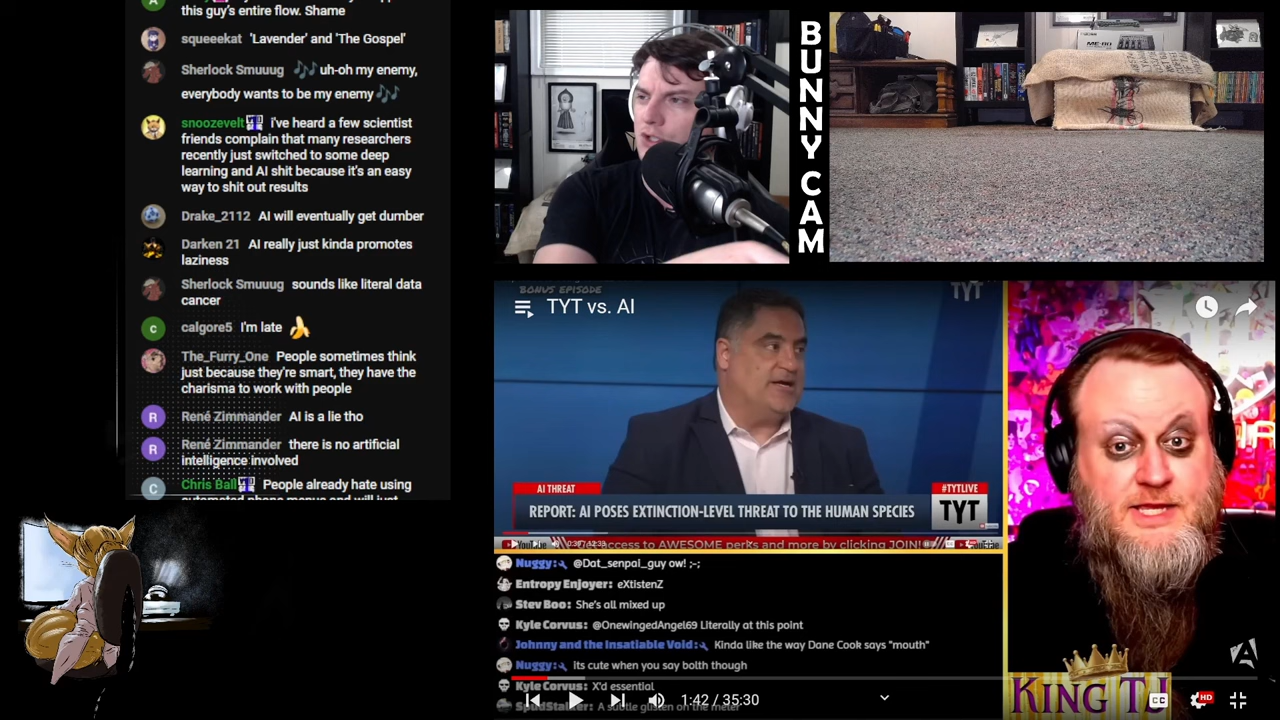 this guy's entire flow. Shame
squeeekat 'Lavender' and 'The Gospel'
Sherlock Smuuug 🎶 uh-oh my enemy,
everybody wants to be my enemy 🎶
snoozevelt i've heard a few scientist
friends complain that many researchers
recently just switched to some deep
learning and AI shit because it's an easy
way to shit out results
Drake_2112 AI will eventually get dumber
Darken 21 AI really just kinda promotes
laziness
Sherlock Smuuug sounds like literal data
cancer
C calgore5 I'm late 🍌
The_Furry_One People sometimes think
just because they're smart, they have the
charisma to work with people
R René Zimmander AI is a lie tho
R René Zimmander there is no artificial
intelligence involved
C Chris Ball People already hate using
BUNNY CAM
BONUS EPISODE
TYT vs. AI
TYT
AI THREAT
#TYTLIVE
REPORT: AI POSES EXTINCTION-LEVEL THREAT TO THE HUMAN SPECIES
TYT
access to AWESOME perks and more by clicking JOIN!
Nuggy: @Dat_senpai_guy ow! ;-;
Entropy Enjoyer: eXtistenZ
Stev Boo: She's all mixed up
Kyle Corvus: @OnewingedAngel69 Literally at this point
Johnny and the Insatiable Void: Kinda like the way Dane Cook says "mouth"
Nuggy: its cute when you say bolth though
Kyle Corvus: X'd essential
SpudStalker: A subtle glisten on the meter
1:42 / 35:30
CC
HD
KING TJ